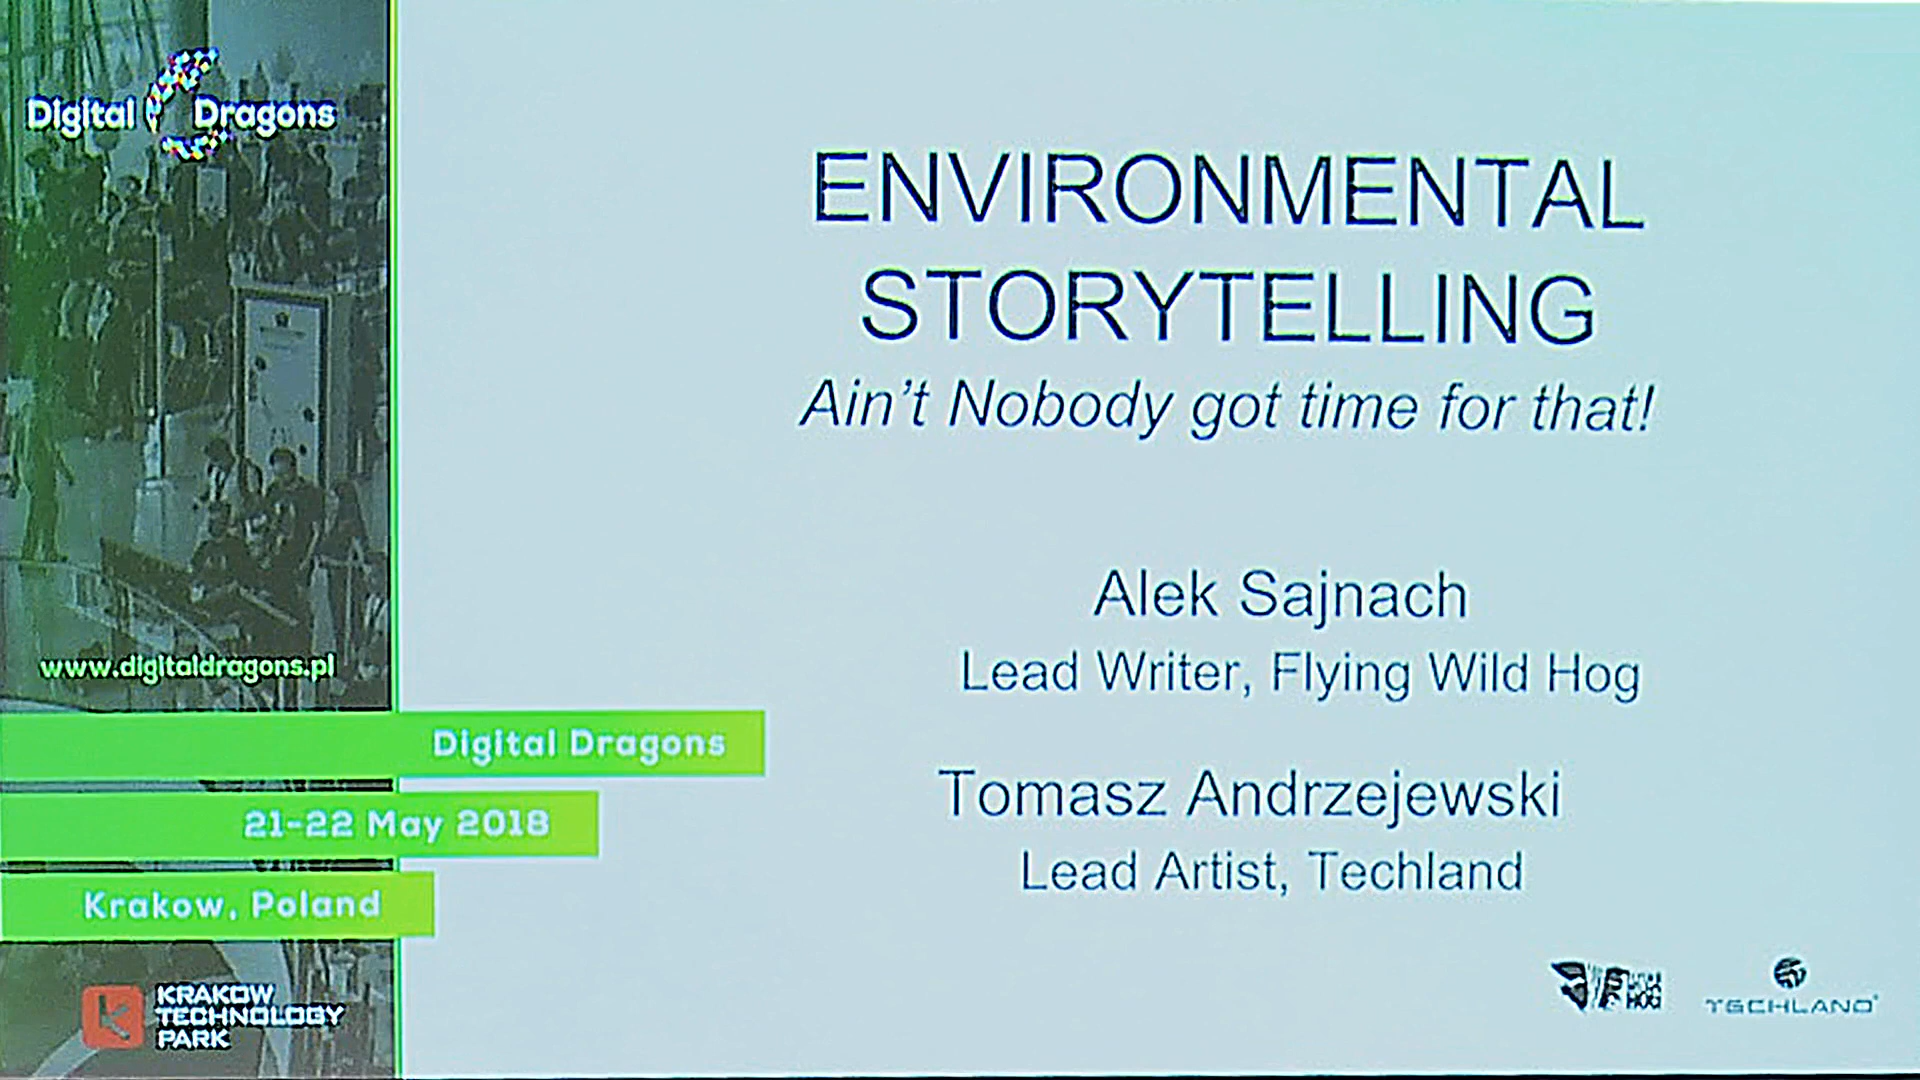 Digital Dragons
www.digitaldragons.pl
Digital Dragons
21-22 May 2018
Krakow, Poland
KRAKOW
TECHNOLOGY
PARK
ENVIRONMENTAL
STORYTELLING
Ain't Nobody got time for that!
Alek Sajnach
Lead Writer, Flying Wild Hog
Tomasz Andrzejewski
Lead Artist, Techland
HOG
TECHLAND